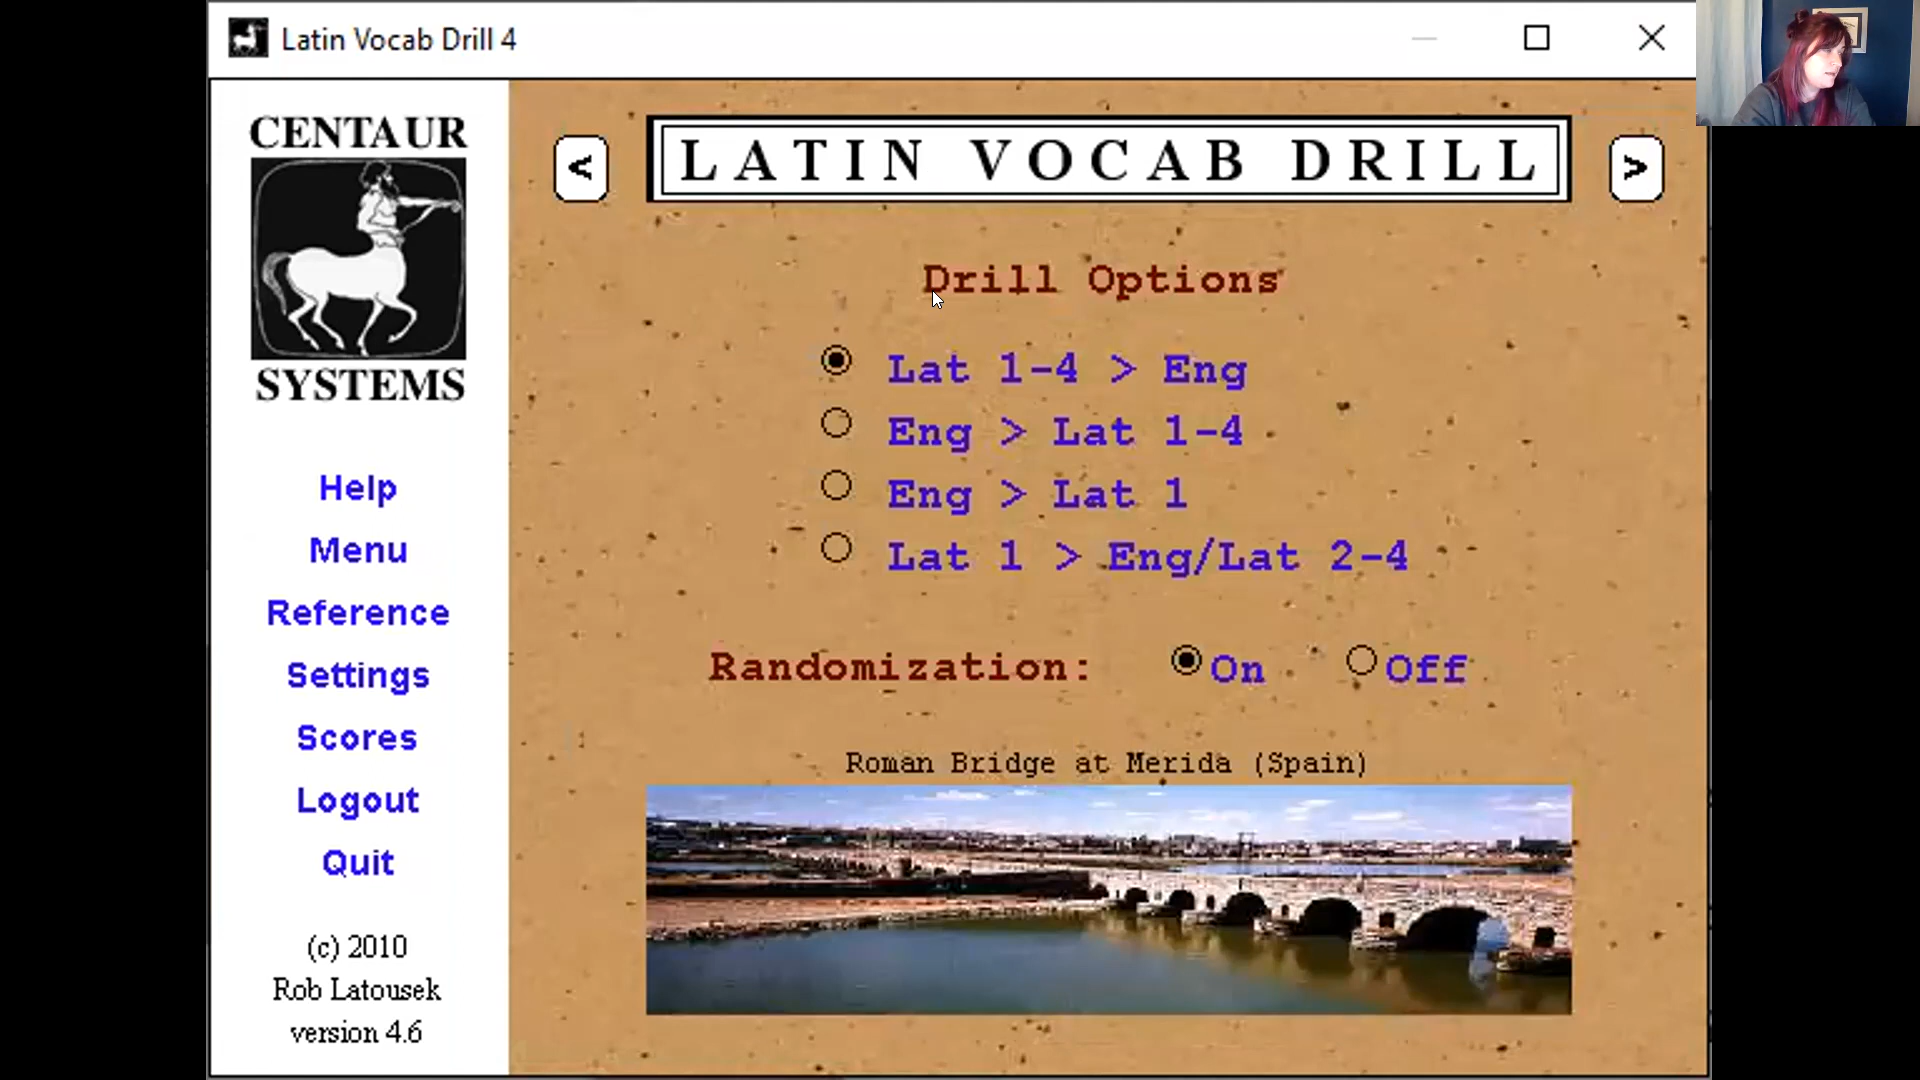 Latin Vocab Drill 4
CENTAUR
SYSTEMS
Help
Menu
Reference
Settings
Scores
Logout
Quit
(c) 2010
Rob Latousek
version 4.6
<
LATIN VOCAB DRILL
>
Drill Options
Lat 1-4 > Eng
Eng > Lat 1-4
Eng > Lat 1
Lat 1 > Eng/Lat 2-4
Randomization: On Off
Roman Bridge at Merida (Spain)